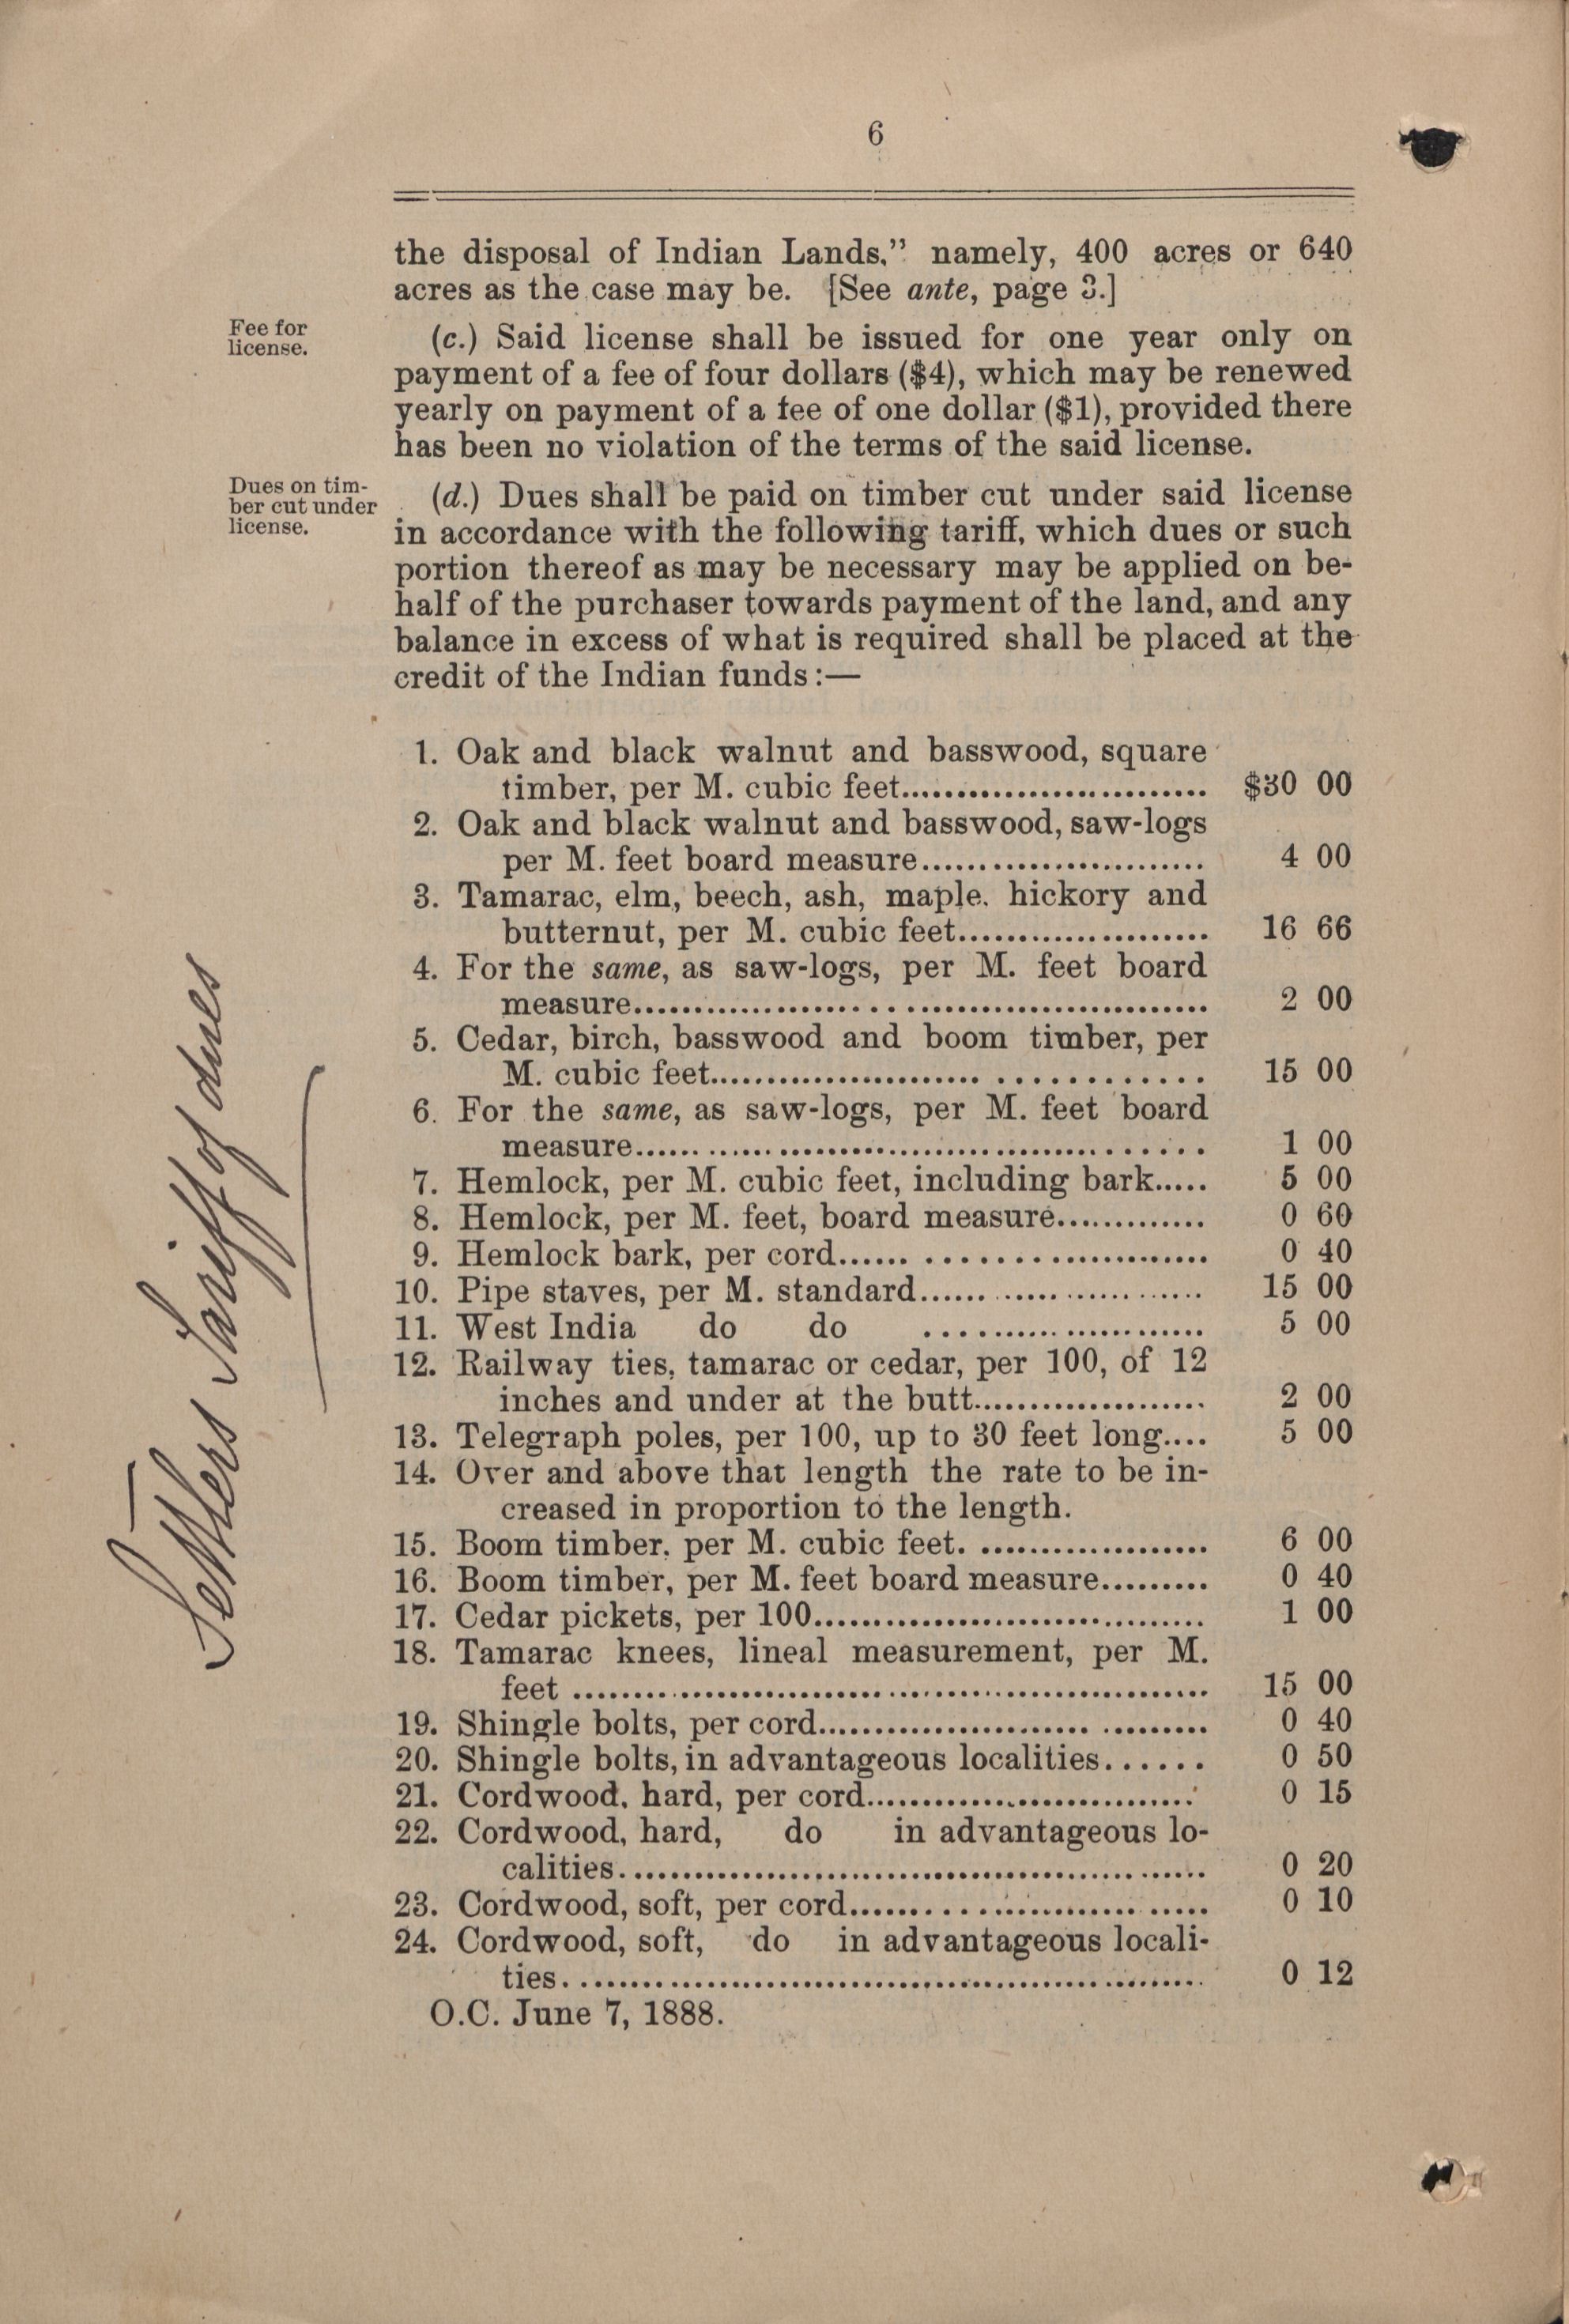 6
the disposal of Indian Lands," namely, 400 acres or 640
acres as the case may be. [See ante, page 3.]
Fee for
license.
(c.) Said license shall be issued for one year only on
payment of a fee of four dollars ($4), which may be renewed
yearly on payment of a fee of one dollar ($1), provided there
has been no violation of the terms of the said license.
Dues on tim-
ber cut under
license.
(d.) Dues shall be paid on timber cut under said license
in accordance with the following tariff, which dues or such
portion thereof as may be necessary may be applied on be-
half of the purchaser towards payment of the land, and any
balance in excess of what is required shall be placed at the
credit of the Indian funds:—
1. Oak and black walnut and basswood, square
timber, per M. cubic feet............................ $30 00
2. Oak and black walnut and basswood, saw-logs
per M. feet board measure......................... 4 00
3. Tamarac, elm, beech, ash, maple. hickory and
butternut, per M. cubic feet...................... 16 66
4. For the same, as saw-logs, per M. feet board
measure.................................................. 2 00
5. Cedar, birch, basswood and boom timber, per
M. cubic feet............................................ 15 00
6. For the same, as saw-logs, per M. feet board
measure.................................................. 1 00
7. Hemlock, per M. cubic feet, including bark..... 5 00
8. Hemlock, per M. feet, board measure............. 0 60
9. Hemlock bark, per cord................................ 0 40
10. Pipe staves, per M. standard......................... 15 00
11. West India do do ......................... 5 00
12. Railway ties, tamarac or cedar, per 100, of 12
inches and under at the butt..................... 2 00
13. Telegraph poles, per 100, up to 30 feet long.... 5 00
14. Over and above that length the rate to be in-
creased in proportion to the length.
15. Boom timber, per M. cubic feet. .................... 6 00
16. Boom timber, per M. feet board measure......... 0 40
17. Cedar pickets, per 100.................................. 1 00
18. Tamarac knees, lineal measurement, per M.
feet ........................................................ 15 00
19. Shingle bolts, per cord.................................. 0 40
20. Shingle bolts, in advantageous localities...... 0 50
21. Cordwood, hard, per cord.............................. 0 15
22. Cordwood, hard, do in advantageous lo-
calities.................................................... 0 20
23. Cordwood, soft, per cord............................... 0 10
24. Cordwood, soft, do in advantageous locali-
ties......................................................... 0 12
O.C. June 7, 1888.
Settlers Tariff of dues